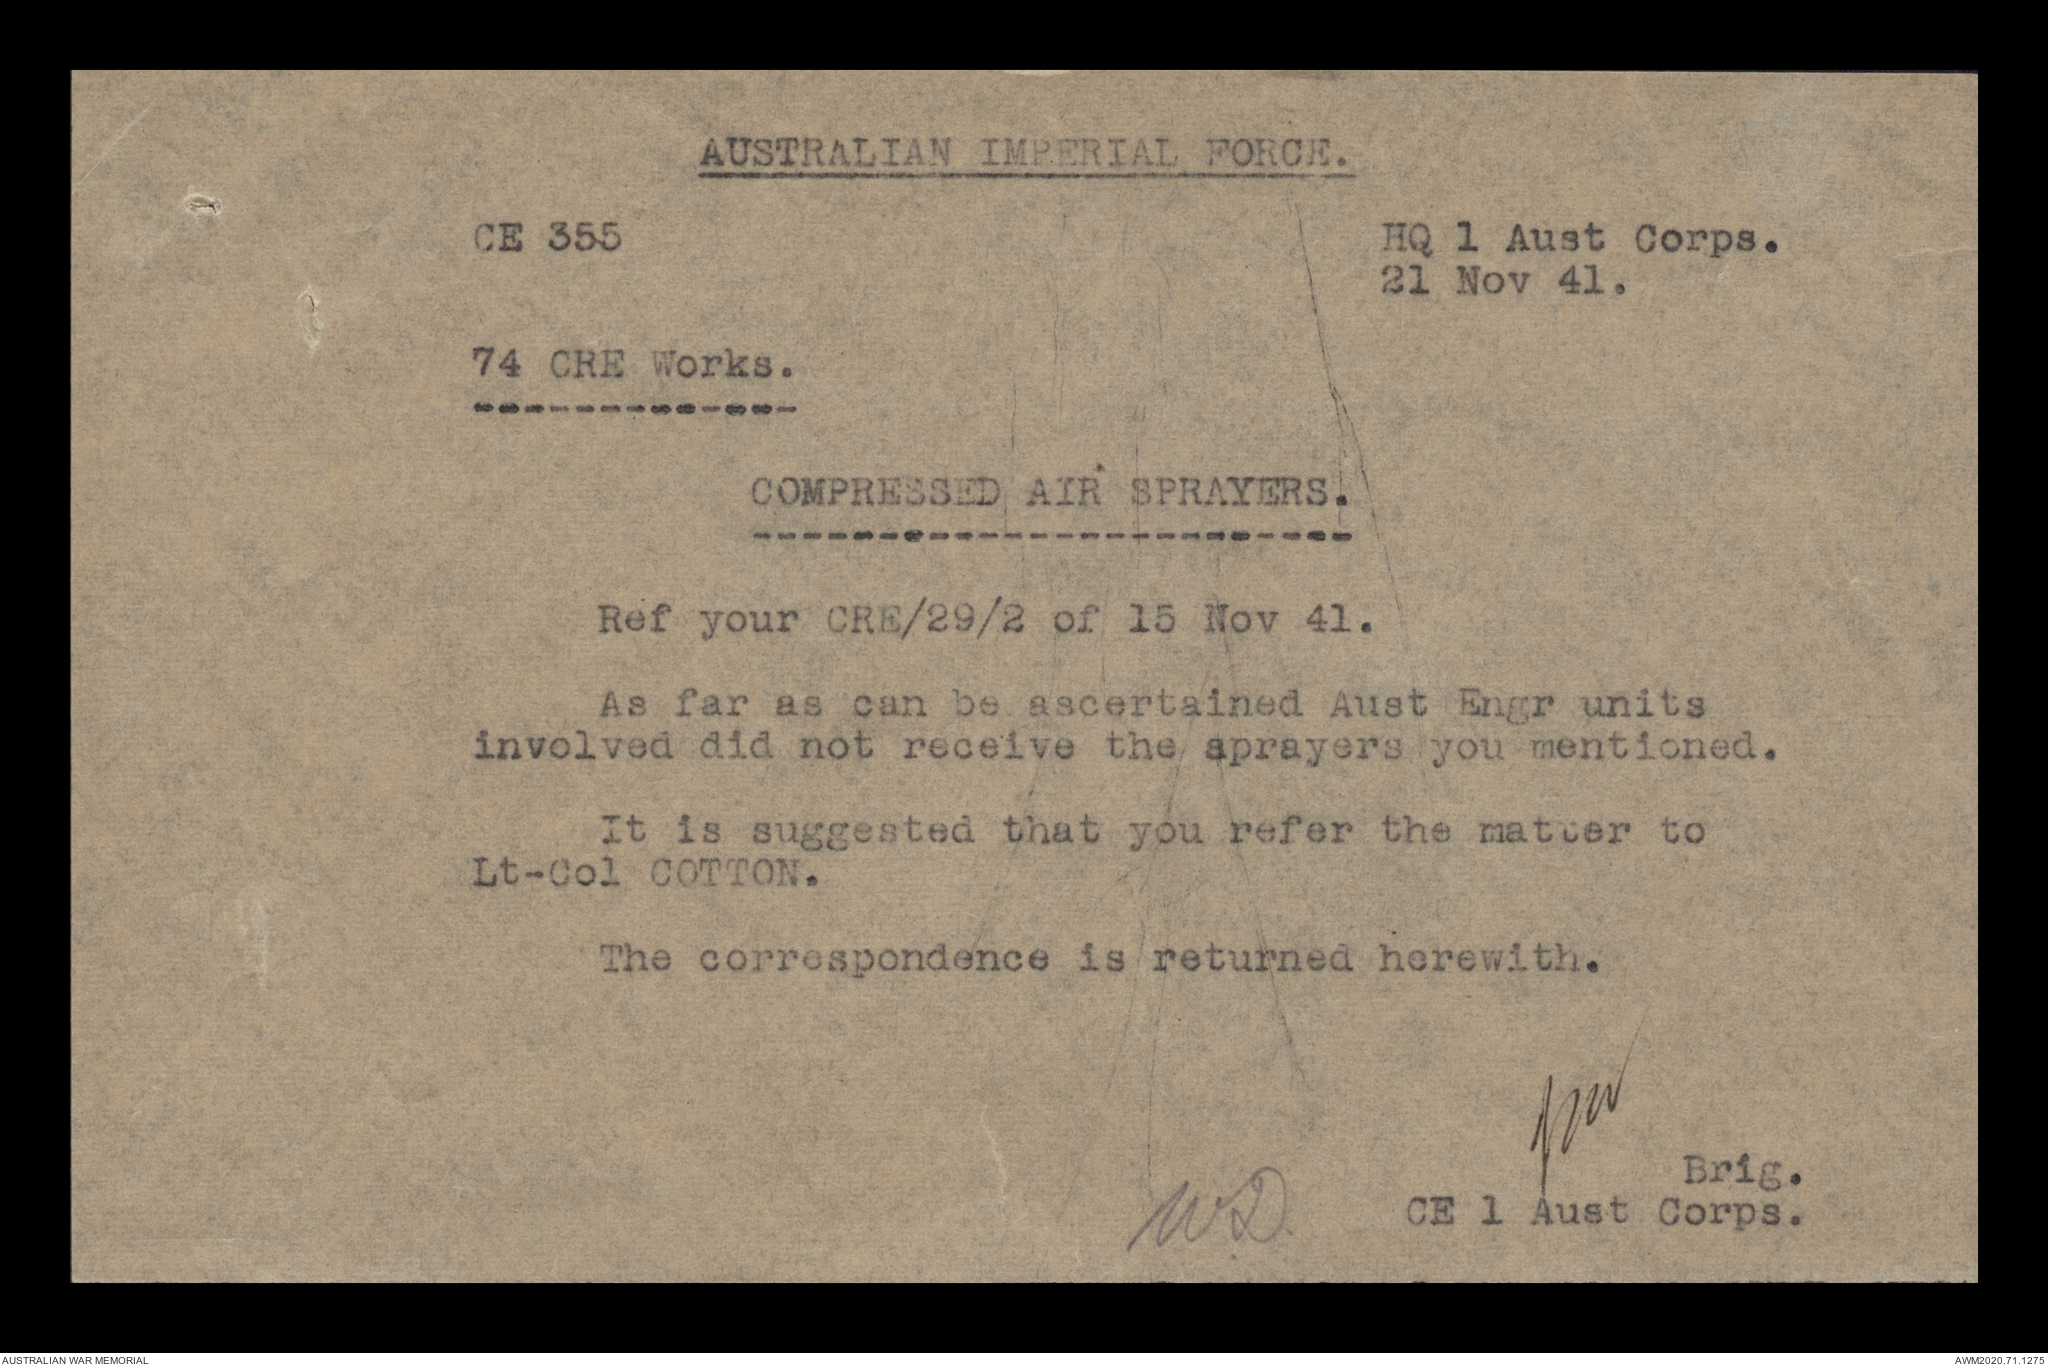 AUSTRALIAN IMPERIAL FORCE.
CE 355
HQ 1 Aust Corps.
21 Nov 41.
74 CRE Works.
COMPRESSED AIR SPRAYERS.
Ref your CRE/29/2 of 15 Nov 41.
As far as can be ascertained Aust Engr units
involved did not receive the sprayers you mentioned.
It is suggested that you refer the matter to
Lt-Col COTTON.
The correspondence is returned herewith.
Brig.
CE 1 Aust Corps.
W.D.
AUSTRALIAN WAR MEMORIAL
AWM2020.71.1275